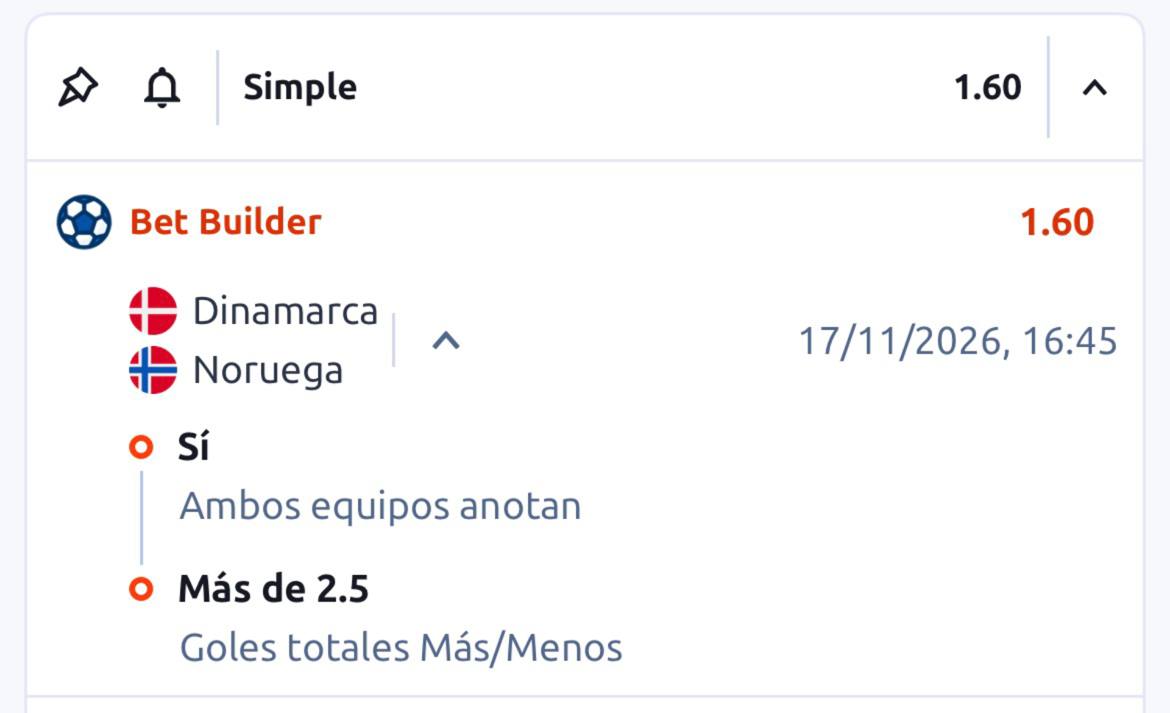 Simple 1.60
Bet Builder 1.60
Dinamarca
Noruega
17/11/2026, 16:45
Sí
Ambos equipos anotan
Más de 2.5
Goles totales Más/Menos